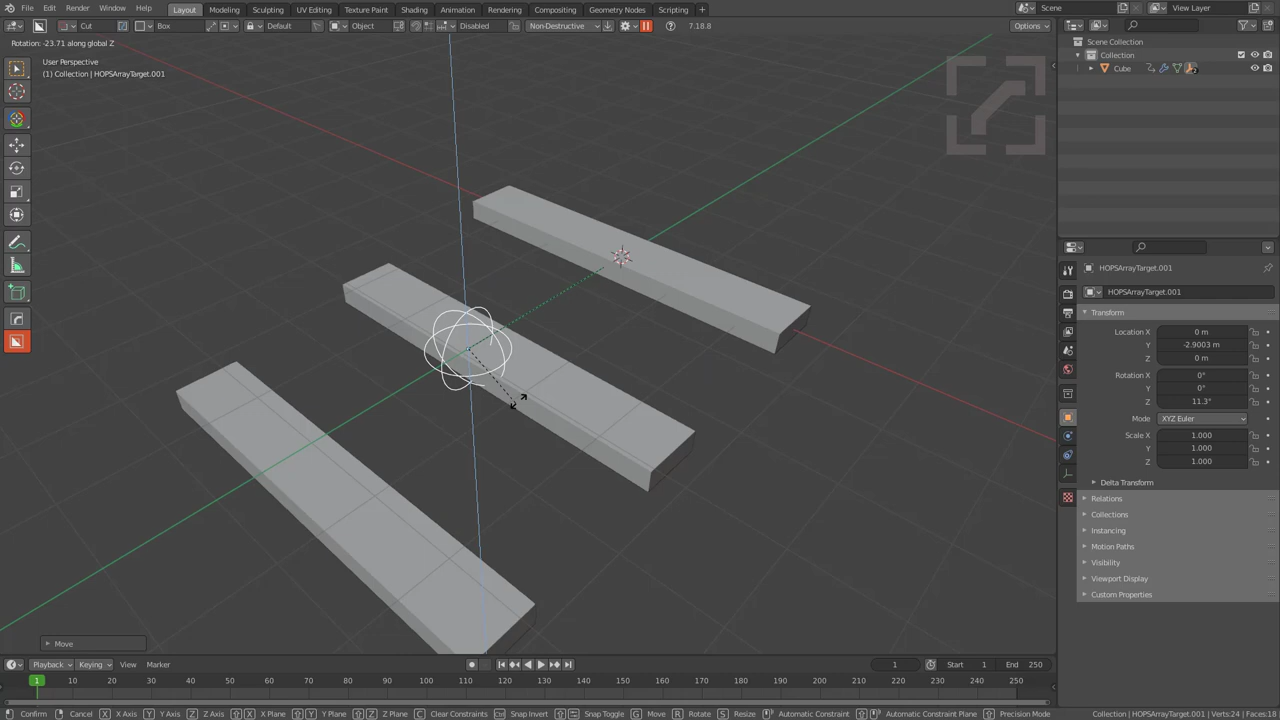 File Edit Render Window Help Layout Modeling Sculpting UV Editing Texture Paint Shading Animation Rendering Compositing Geometry Nodes Scripting + Scene View Layer
Cut Box Default Object Disabled Non-Destructive 7.18.8 Options
Rotation: -23.71 along global Z
User Perspective
(1) Collection | HOPSArrayTarget.001
Scene Collection
Collection
Cube 2
HOPSArrayTarget.001
HOPSArrayTarget.001
Transform
Location X 0 m
Y -2.9003 m
Z 0 m
Rotation X 0°
Y 0°
Z 11.3°
Mode XYZ Euler
Scale X 1.000
Y 1.000
Z 1.000
Delta Transform
Relations
Collections
Instancing
Motion Paths
Visibility
Viewport Display
Custom Properties
Move
Playback Keying View Marker 1 Start 1 End 250
1 10 20 30 40 50 60 70 80 90 100 110 120 130 140 150 160 170 180 190 200 210 220 230 240 250
Confirm Cancel X X Axis Y Y Axis Z Z Axis X X Plane Y Y Plane Z Z Plane C Clear Constraints Snap Invert Snap Toggle G Move R Rotate S Resize Automatic Constraint Automatic Constraint Plane Precision Mode
Verts:24 | Faces:18